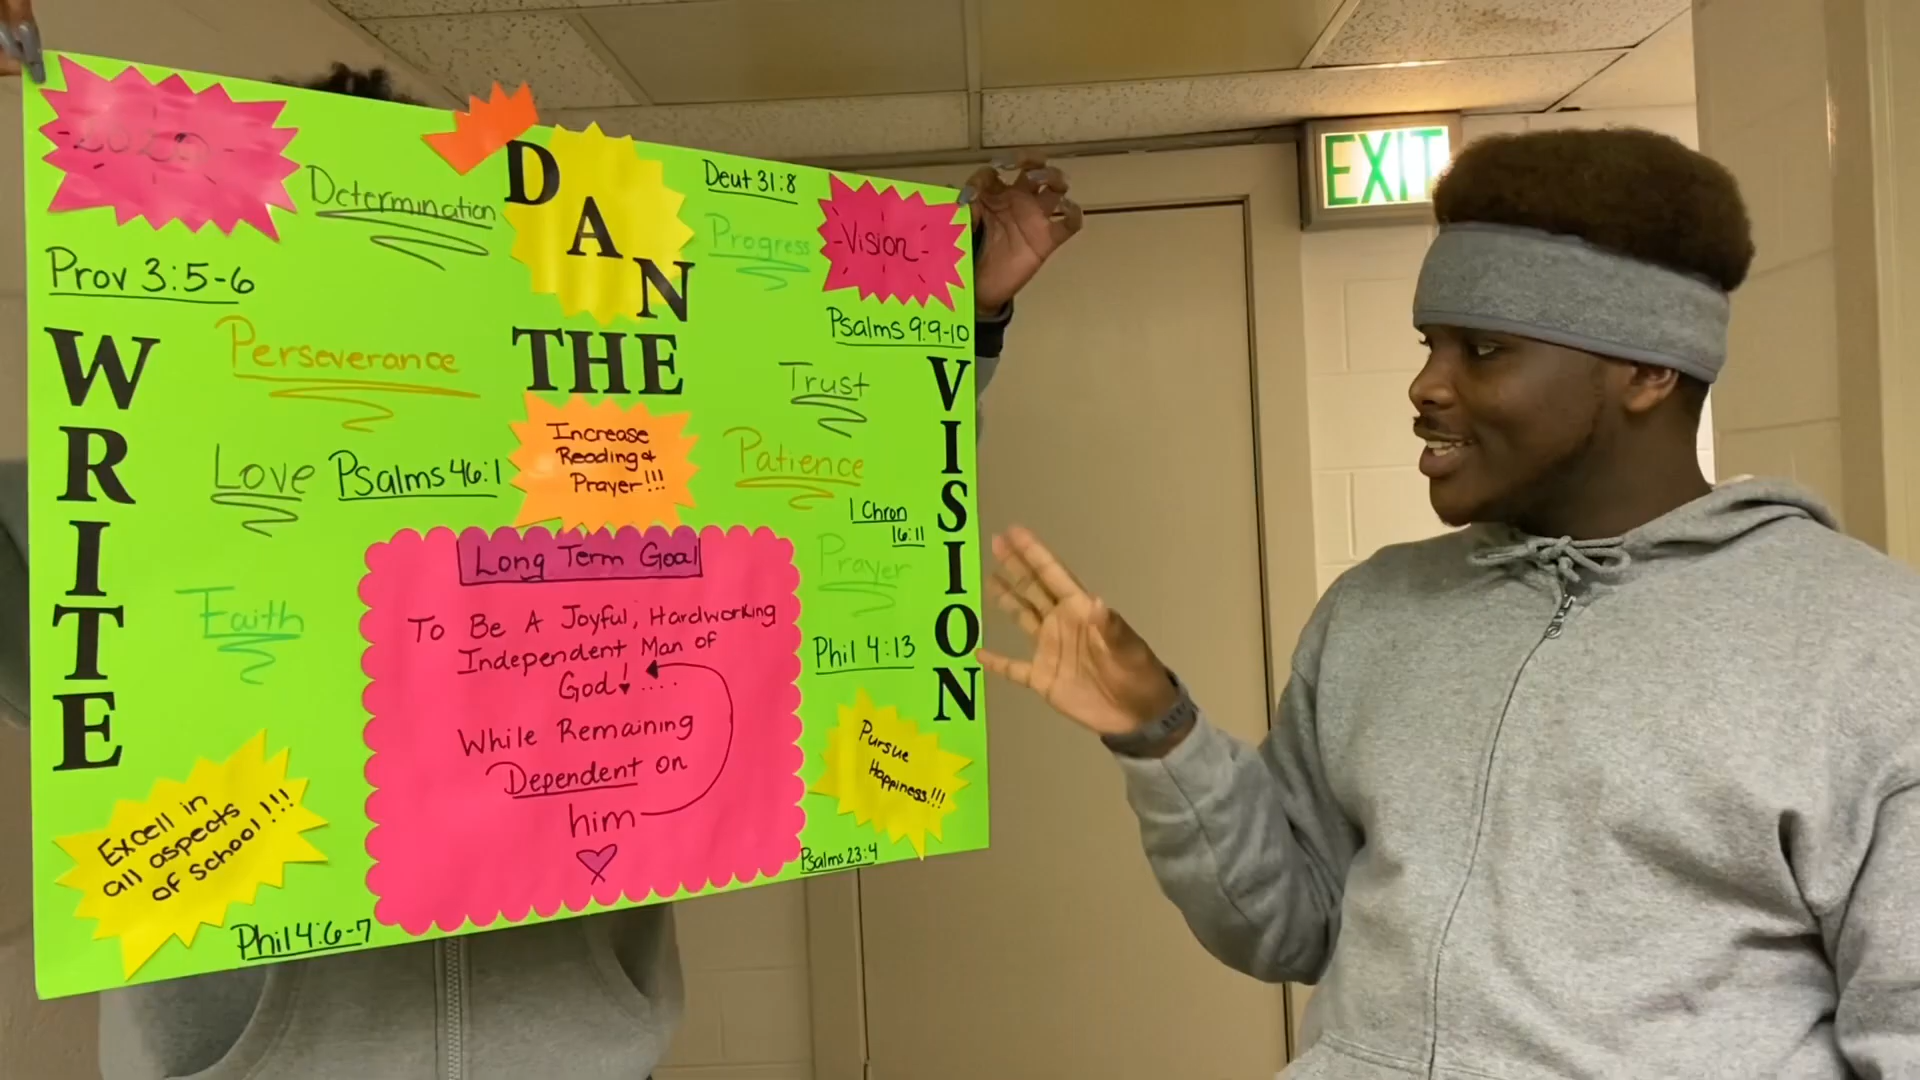 -2020-
Determination
DAN
Deut 31:8
Progress
-Vision-
Prov 3:5-6
Psalms 9:9-10
WRITE
THE
VISION
Perseverance
Trust
Increase
Reading &
Prayer!!!
Love
Psalms 46:1
Patience
1 Chron
16:11
Prayer
Faith
Long Term Goal
To Be A Joyful, Hardworking
Independent Man of
God! ....
While Remaining
Dependent on
him
Phil 4:13
Pursue
Happiness!!!
Excell in
all aspects
of School!!!
Psalms 23:4
Phil 4:6-7
EXIT